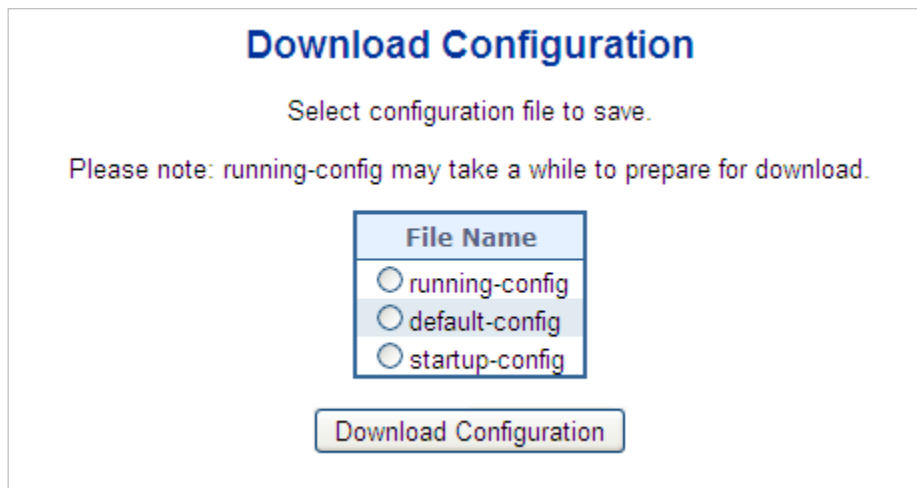 Download Configuration
Select configuration file to save.
Please note: running-config may take a while to prepare for download.
File Name
running-config
default-config
startup-config
Download Configuration